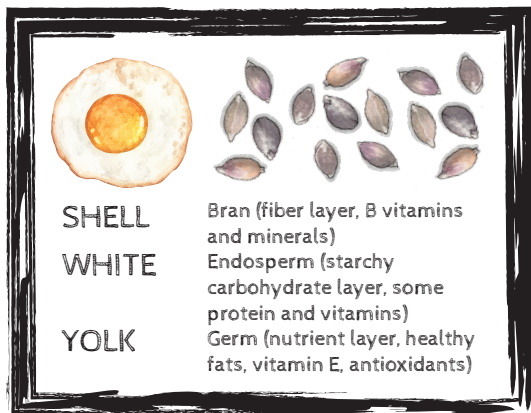 SHELL
Bran (fiber layer, B vitamins
and minerals)
WHITE
Endosperm (starchy
carbohydrate layer, some
protein and vitamins)
YOLK
Germ (nutrient layer, healthy
fats, vitamin E, antioxidants)